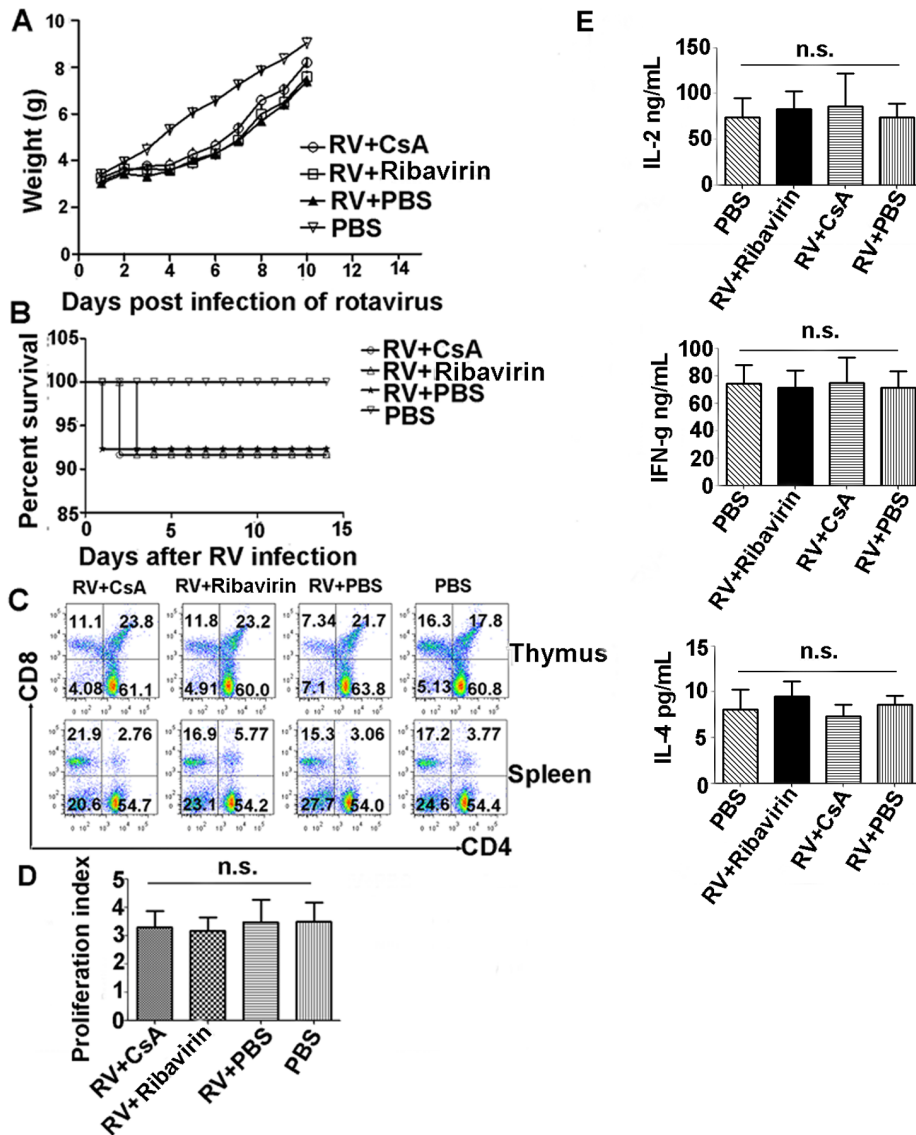 A
Weight (g)
10
8
6
4
2
0
0 2 4 6 8 10 12 14
Days post infection of rotavirus
RV+CsA
RV+Ribavirin
RV+PBS
PBS
B
Percent survival
105
100
95
90
85
0 5 10 15
Days after RV infection
RV+CsA
RV+Ribavirin
RV+PBS
PBS
C
RV+CsA RV+Ribavirin RV+PBS PBS
11.1 23.8 11.8 23.2 7.34 21.7 16.3 17.8
4.08 61.1 4.91 60.0 7.1 63.8 5.13 60.8
Thymus
21.9 2.76 16.9 5.77 15.3 3.06 17.2 3.77
20.6 54.7 23.1 54.2 27.7 54.0 24.6 54.4
Spleen
CD8
CD4
D
n.s.
Proliferation index
5
4
3
2
1
0
RV+CsA
RV+Ribavirin
RV+PBS
PBS
E
n.s.
IL-2 ng/mL
150
100
50
0
PBS
RV+Ribavirin
RV+CsA
RV+PBS
n.s.
IFN-g ng/mL
100
80
60
40
20
0
PBS
RV+Ribavirin
RV+CsA
RV+PBS
n.s.
IL-4 pg/mL
15
10
5
0
PBS
RV+Ribavirin
RV+CsA
RV+PBS